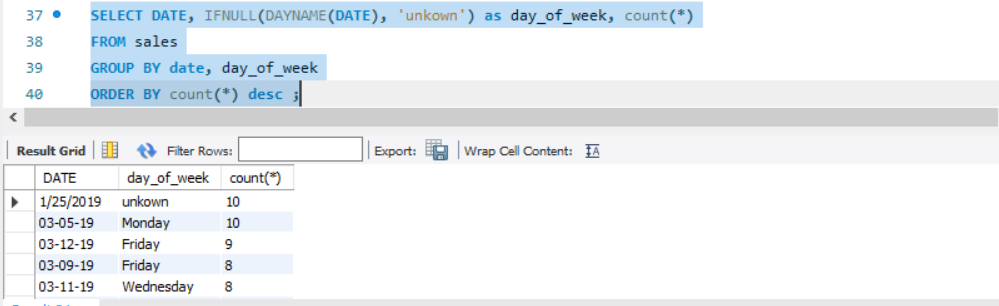 37 SELECT DATE, IFNULL(DAYNAME(DATE), 'unkown') as day_of_week, count(*)
38 FROM sales
39 GROUP BY date, day_of_week
40 ORDER BY count(*) desc ;
Result Grid Filter Rows: Export: Wrap Cell Content:
DATE day_of_week count(*)
1/25/2019 unkown 10
03-05-19 Monday 10
03-12-19 Friday 9
03-09-19 Friday 8
03-11-19 Wednesday 8